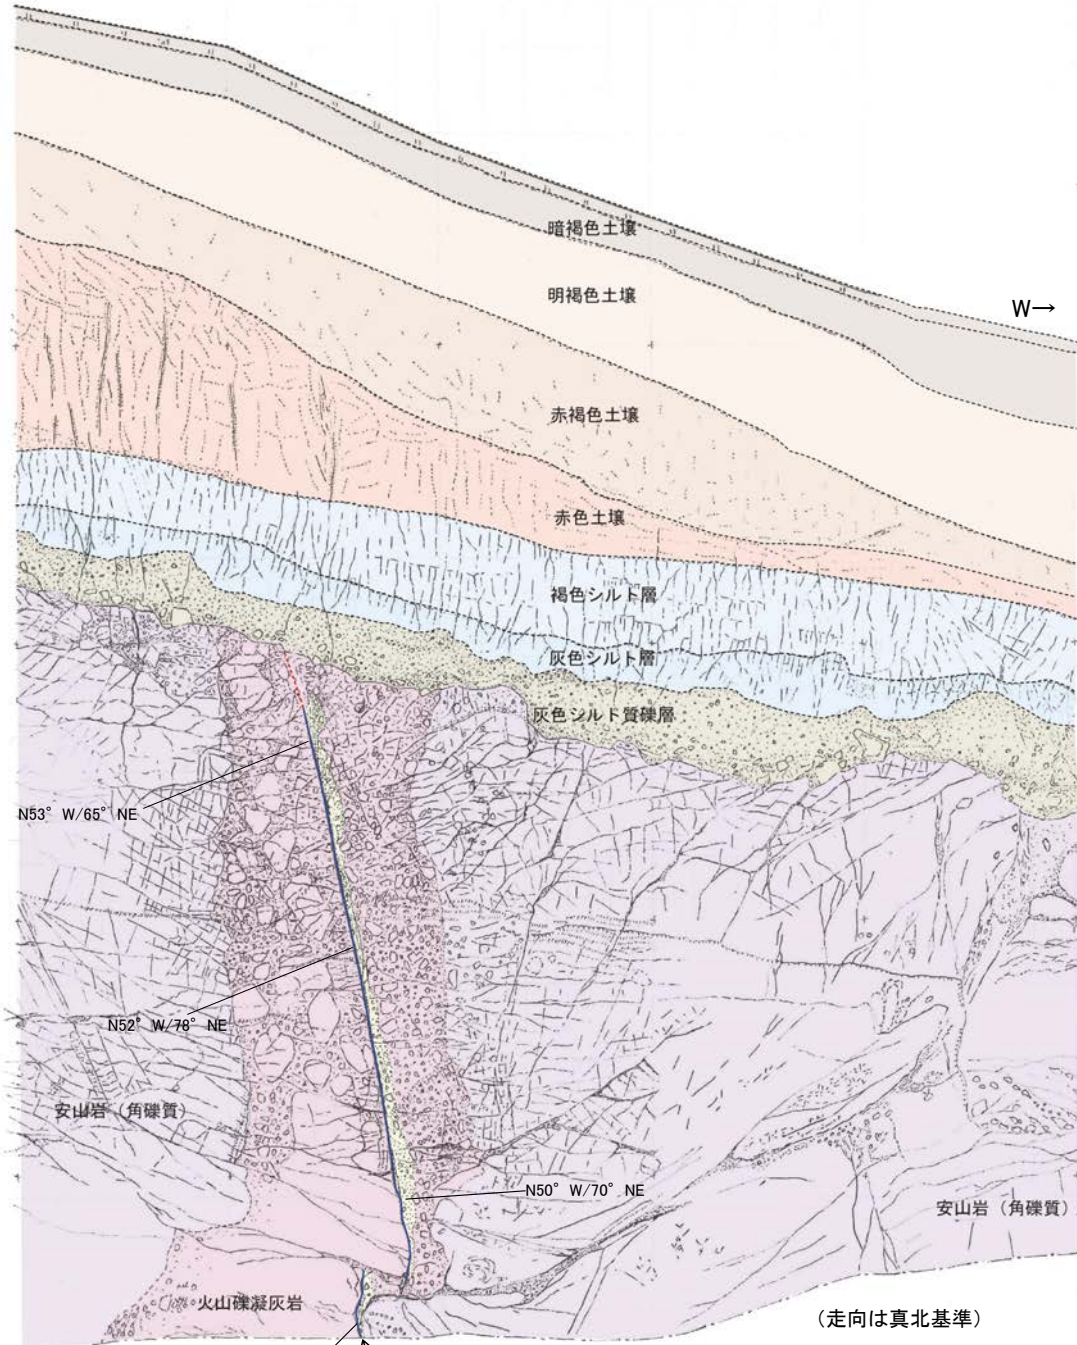 暗褐色土壌
明褐色土壌
W→
赤褐色土壌
赤色土壌
褐色シルト層
灰色シルト層
灰色シルト質礫層
N53°W/65°NE
N52°W/78°NE
安山岩（角礫質）
N50°W/70°NE
安山岩（角礫質）
火山礫凝灰岩
（走向は真北基準）